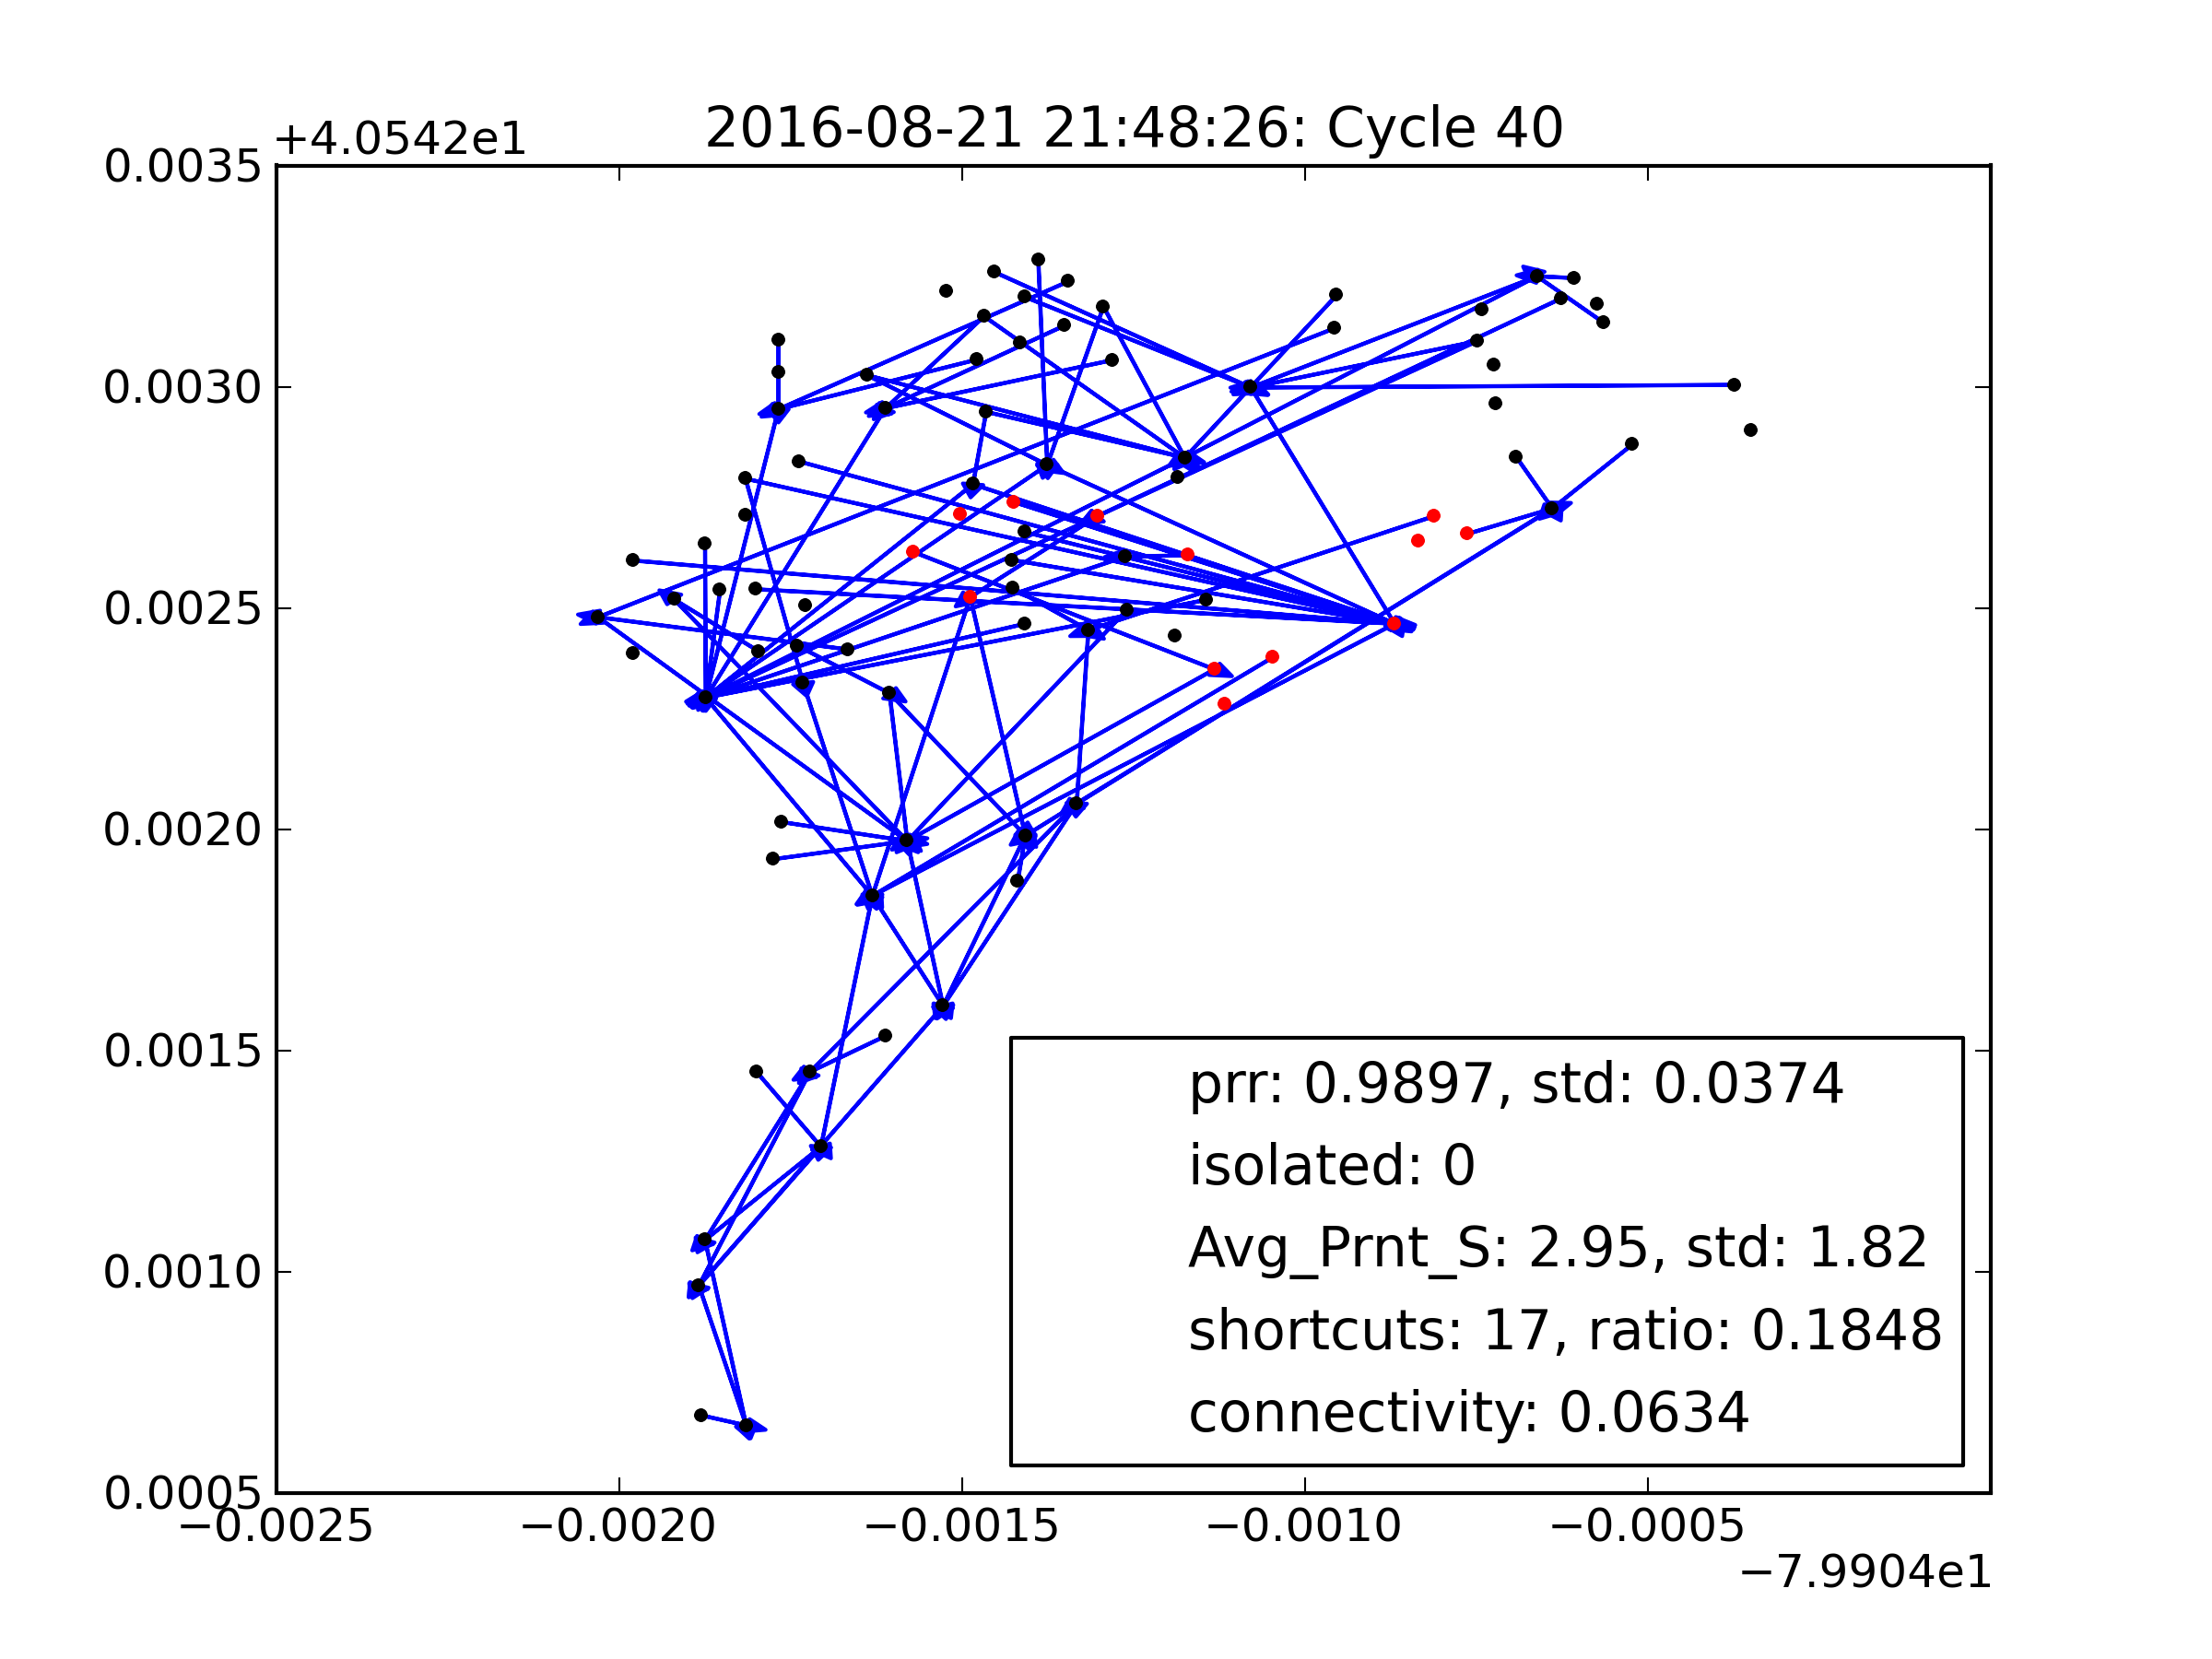 2016-08-21 21:48:26: Cycle 40
+4.0542e1
0.0035
0.0030
0.0025
0.0020
0.0015
0.0010
0.0005
prr: 0.9897, std: 0.0374
isolated: 0
Avg_Prnt_S: 2.95, std: 1.82
shortcuts: 17, ratio: 0.1848
connectivity: 0.0634
−0.0025 −0.0020 −0.0015 −0.0010 −0.0005
−7.9904e1